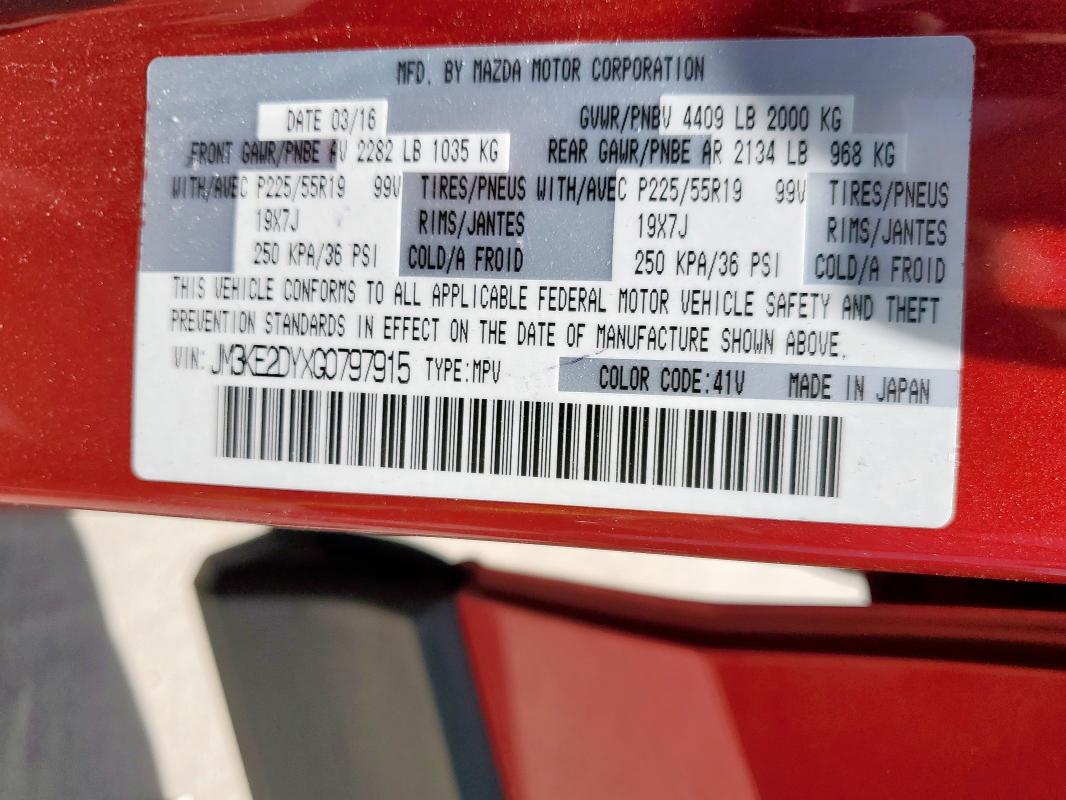 MFD. BY MAZDA MOTOR CORPORATION
DATE 03/16 GVWR/PNBV 4409 LB 2000 KG
FRONT GAWR/PNBE AV 2282 LB 1035 KG REAR GAWR/PNBE AR 2134 LB 968 KG
WITH/AVEC P225/55R19 99V TIRES/PNEUS WITH/AVEC P225/55R19 99V TIRES/PNEUS
19X7J RIMS/JANTES 19X7J RIMS/JANTES
250 KPA/36 PSI COLD/A FROID 250 KPA/36 PSI COLD/A FROID
THIS VEHICLE CONFORMS TO ALL APPLICABLE FEDERAL MOTOR VEHICLE SAFETY AND THEFT
PREVENTION STANDARDS IN EFFECT ON THE DATE OF MANUFACTURE SHOWN ABOVE.
VIN: JM3KE2DYXG0797915 TYPE:MPV COLOR CODE:41V MADE IN JAPAN